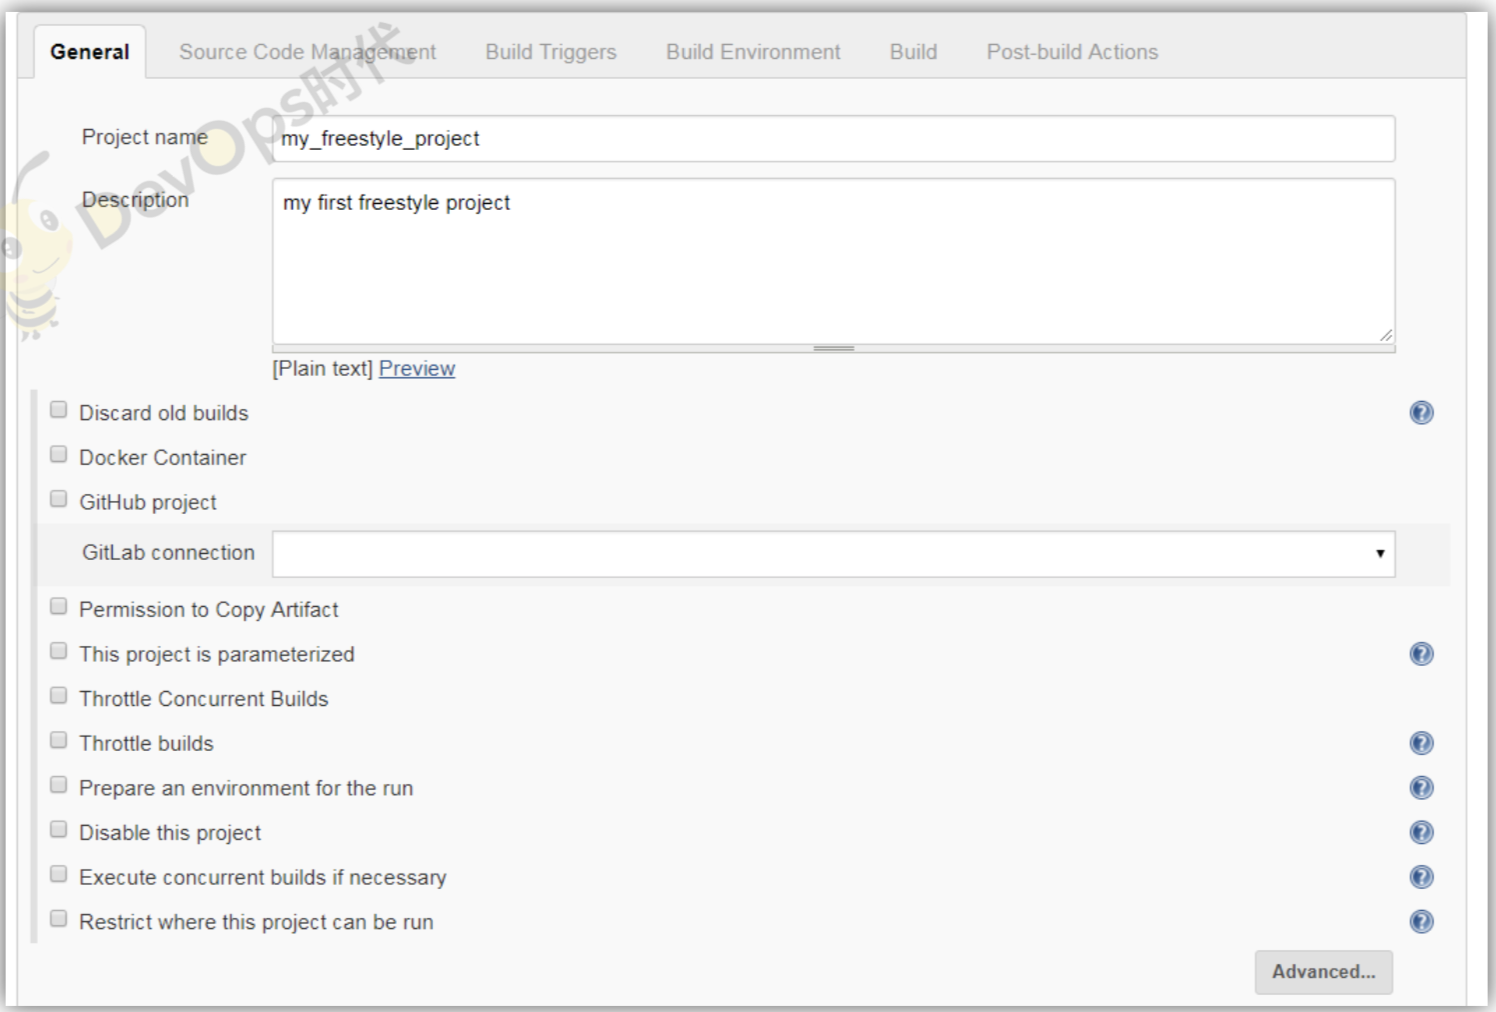 General Source Code Management Build Triggers Build Environment Build Post-build Actions
DevOps时代
Project name my_freestyle_project
Description my first freestyle project
[Plain text] Preview
Discard old builds
Docker Container
GitHub project
GitLab connection
Permission to Copy Artifact
This project is parameterized
Throttle Concurrent Builds
Throttle builds
Prepare an environment for the run
Disable this project
Execute concurrent builds if necessary
Restrict where this project can be run
Advanced...